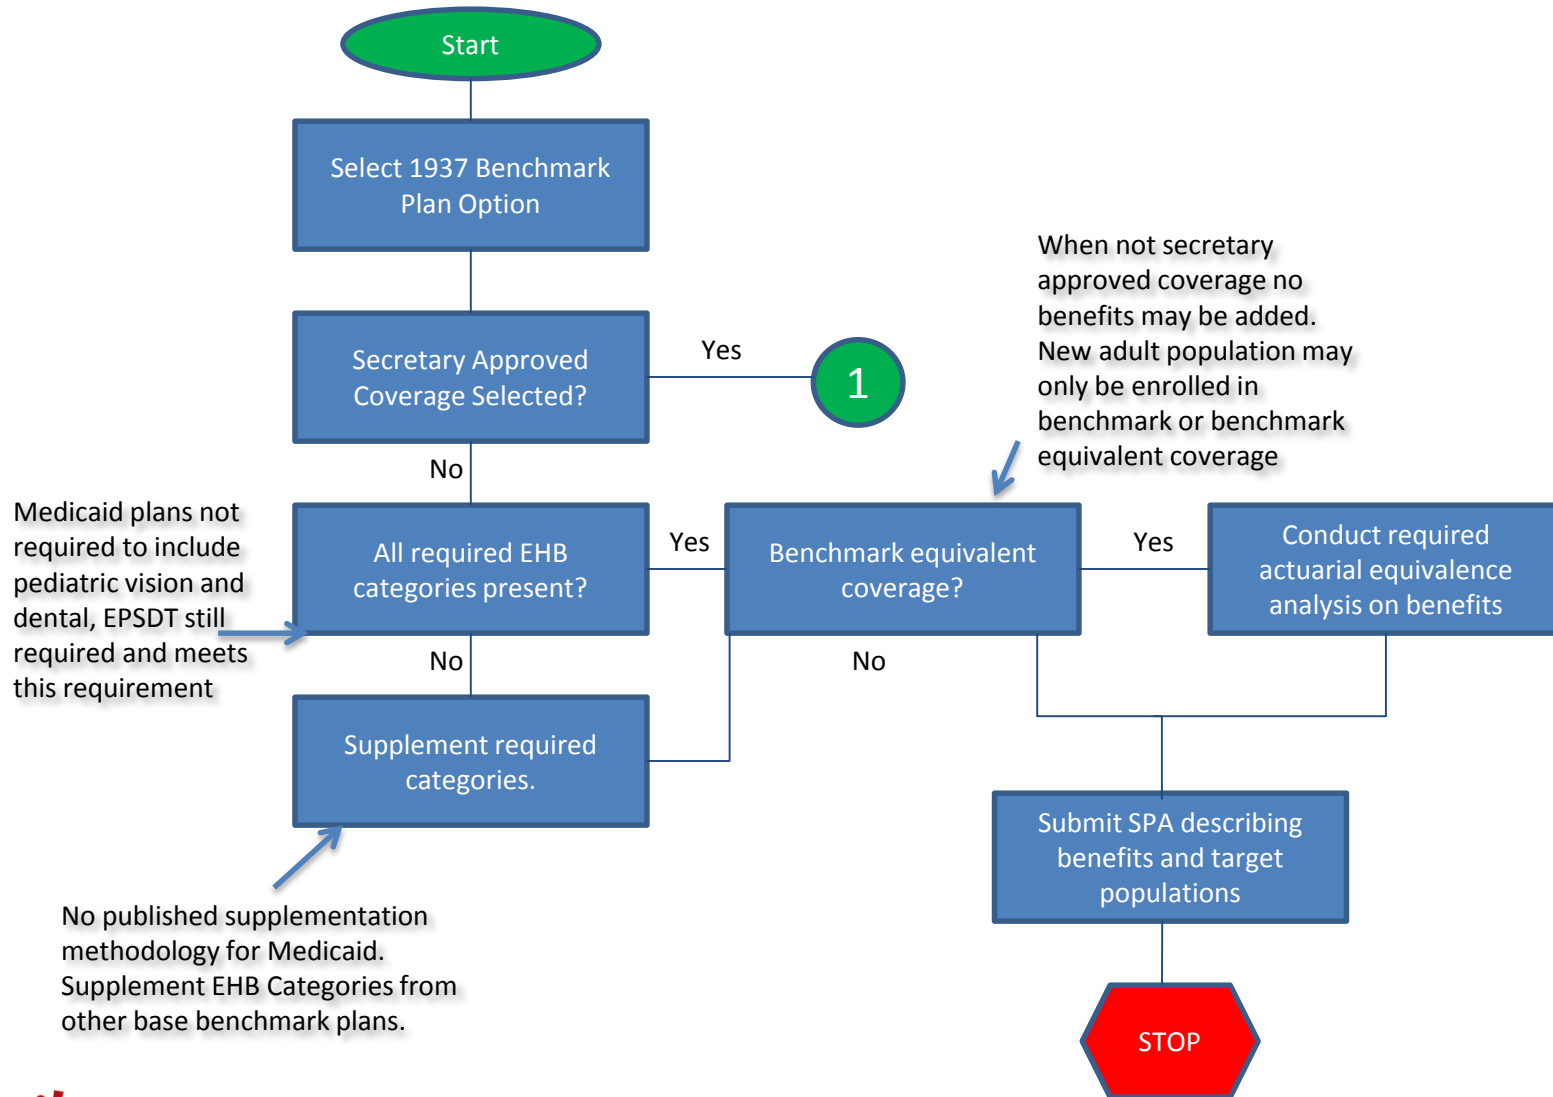 Start
Select 1937 Benchmark
Plan Option
Secretary Approved
Coverage Selected?
Yes
1
When not secretary
approved coverage no
benefits may be added.
New adult population may
only be enrolled in
benchmark or benchmark
equivalent coverage
No
Medicaid plans not
required to include
pediatric vision and
dental, EPSDT still
required and meets
this requirement
All required EHB
categories present?
Yes
Benchmark equivalent
coverage?
Yes
Conduct required
actuarial equivalence
analysis on benefits
No
No
Supplement required
categories.
Submit SPA describing
benefits and target
populations
No published supplementation
methodology for Medicaid.
Supplement EHB Categories from
other base benchmark plans.
STOP